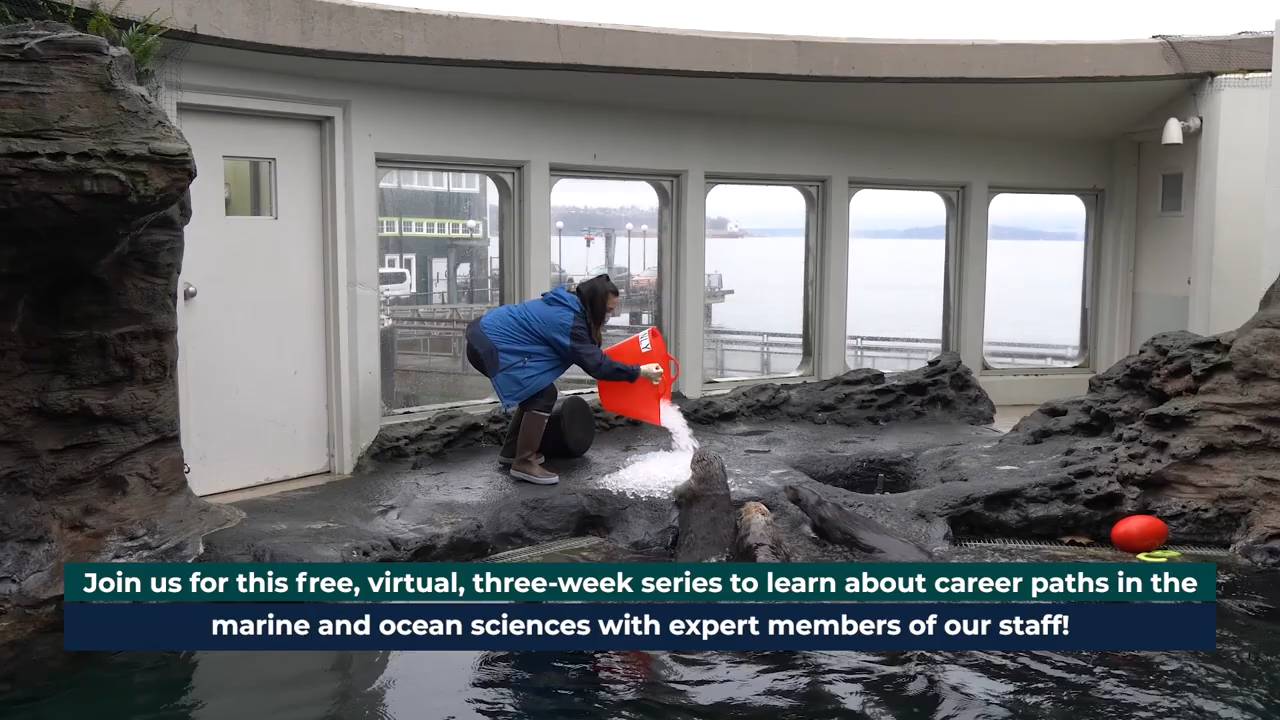 Join us for this free, virtual, three-week series to learn about career paths in the
marine and ocean sciences with expert members of our staff!